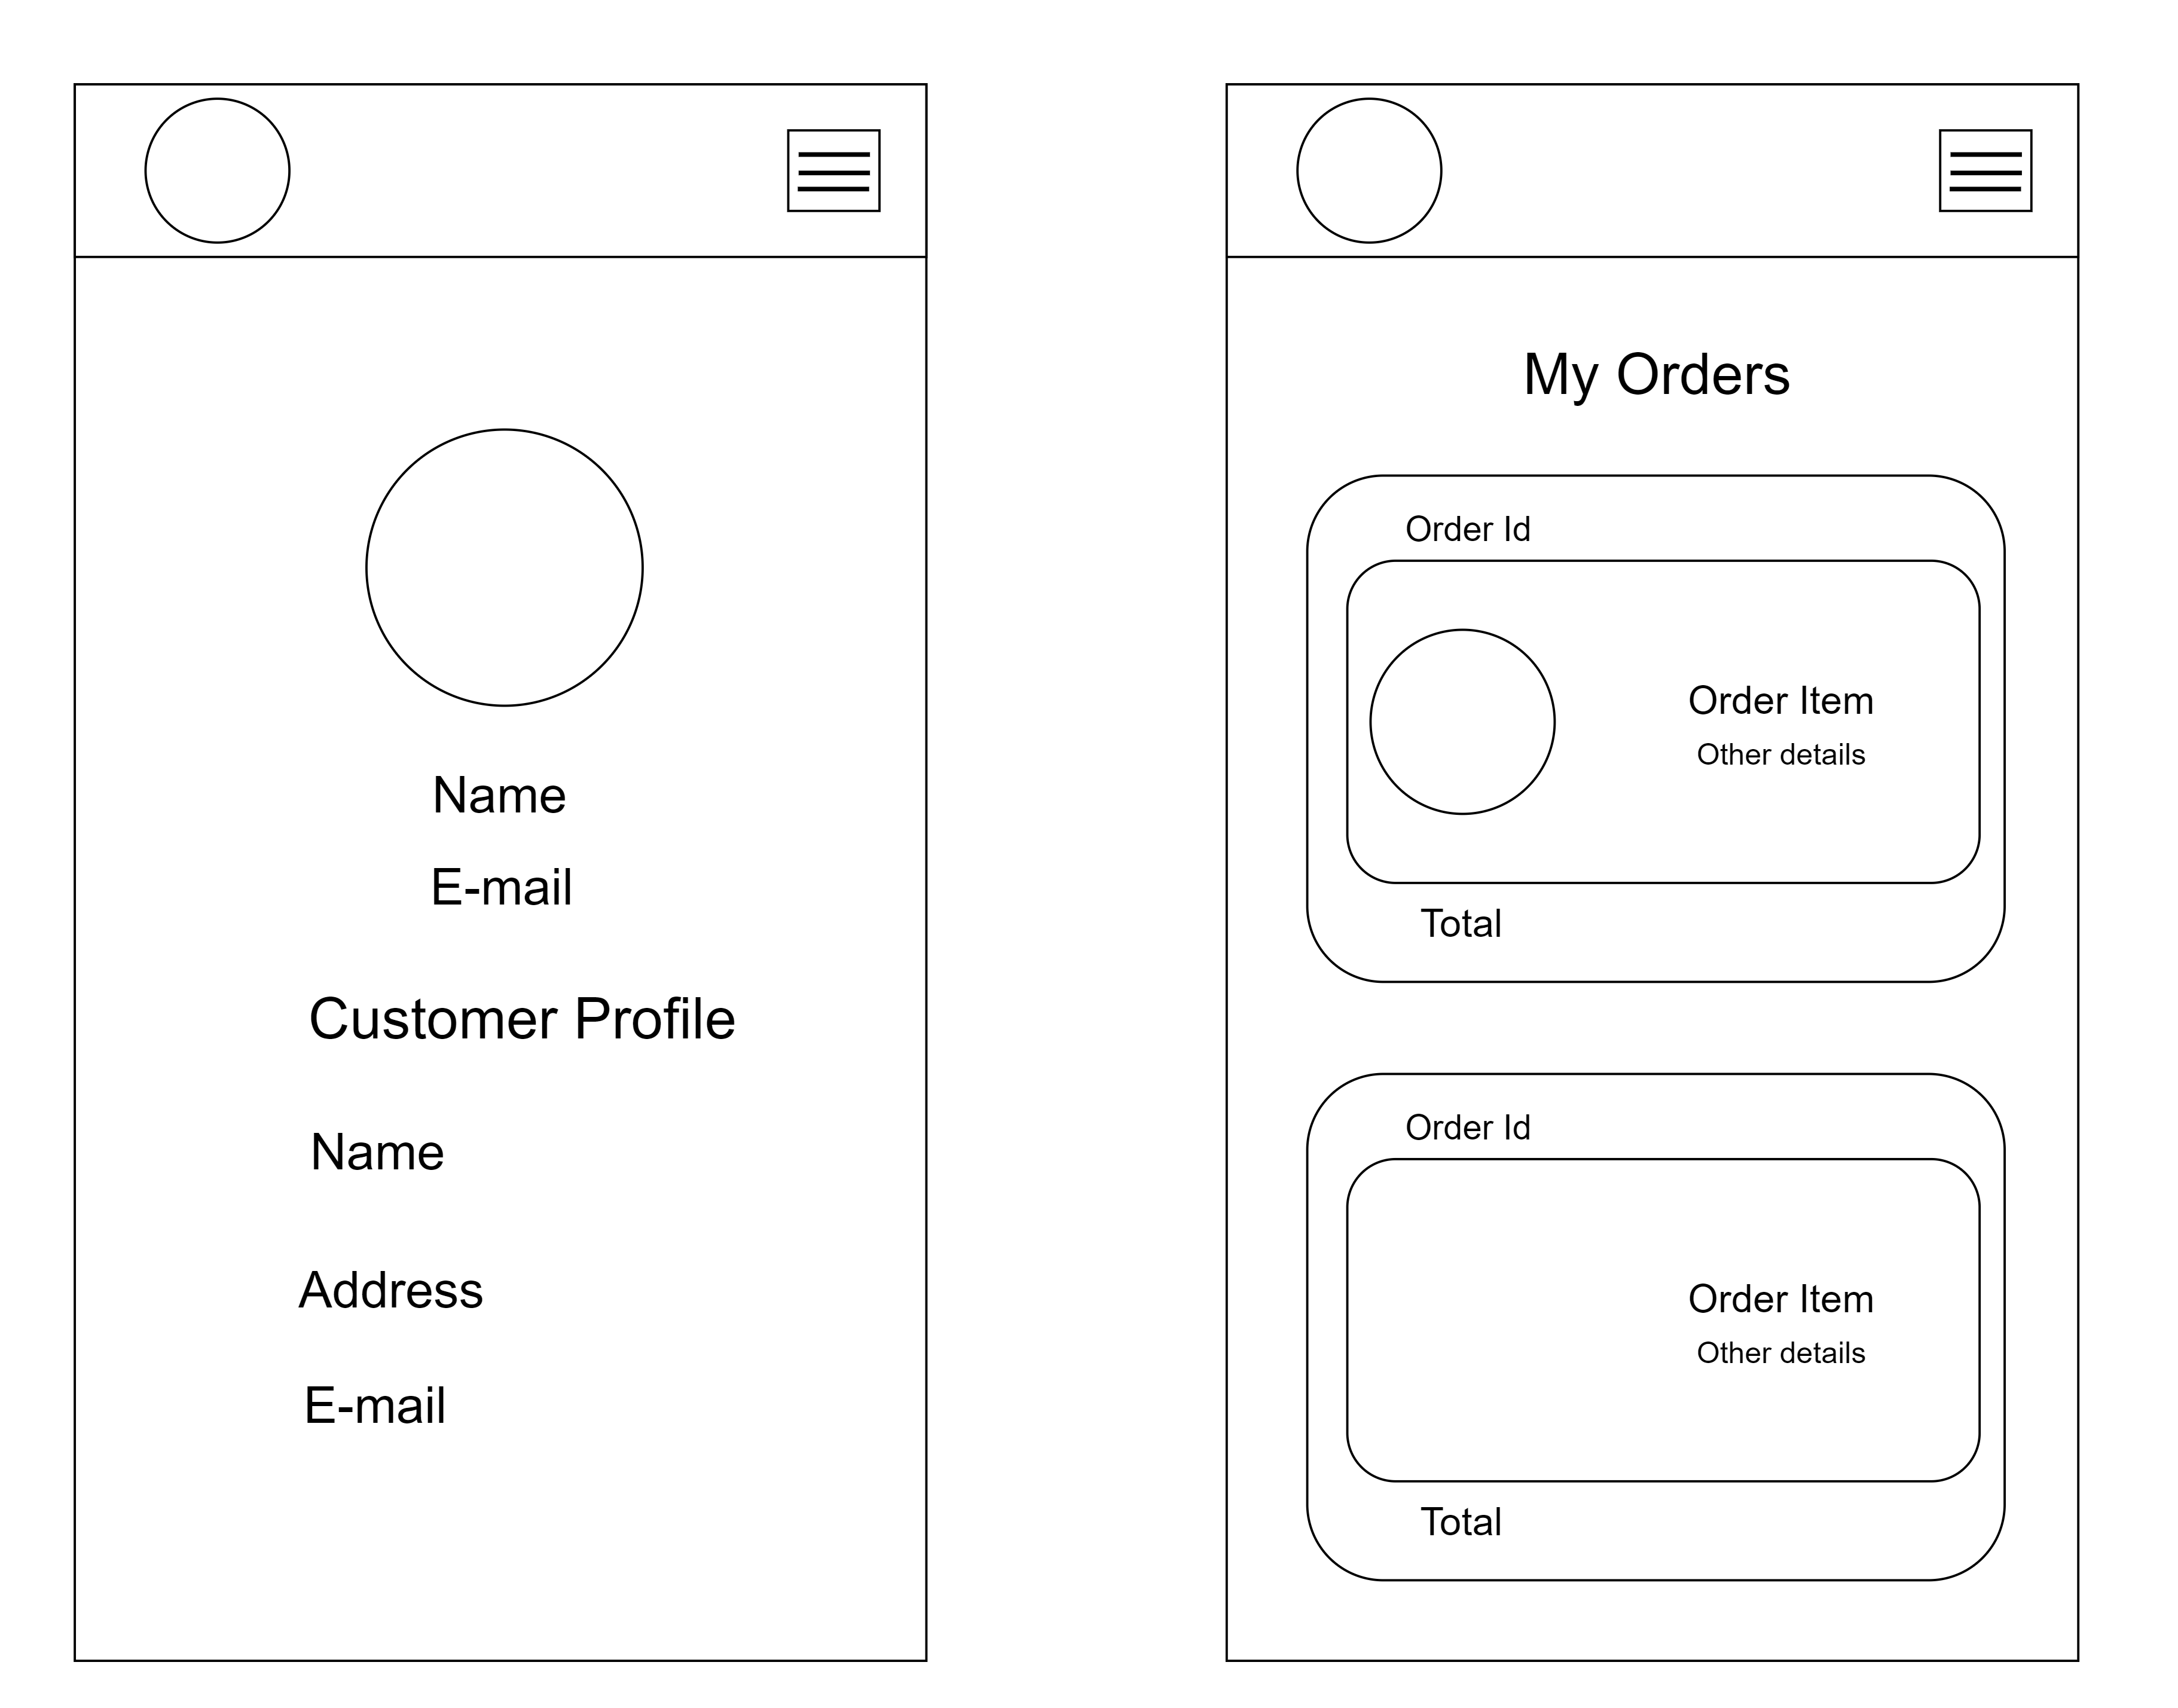 Name
E-mail
Customer Profile
Name
Address
E-mail
My Orders
Order Id
Order Item
Other details
Total
Order Id
Order Item
Other details
Total